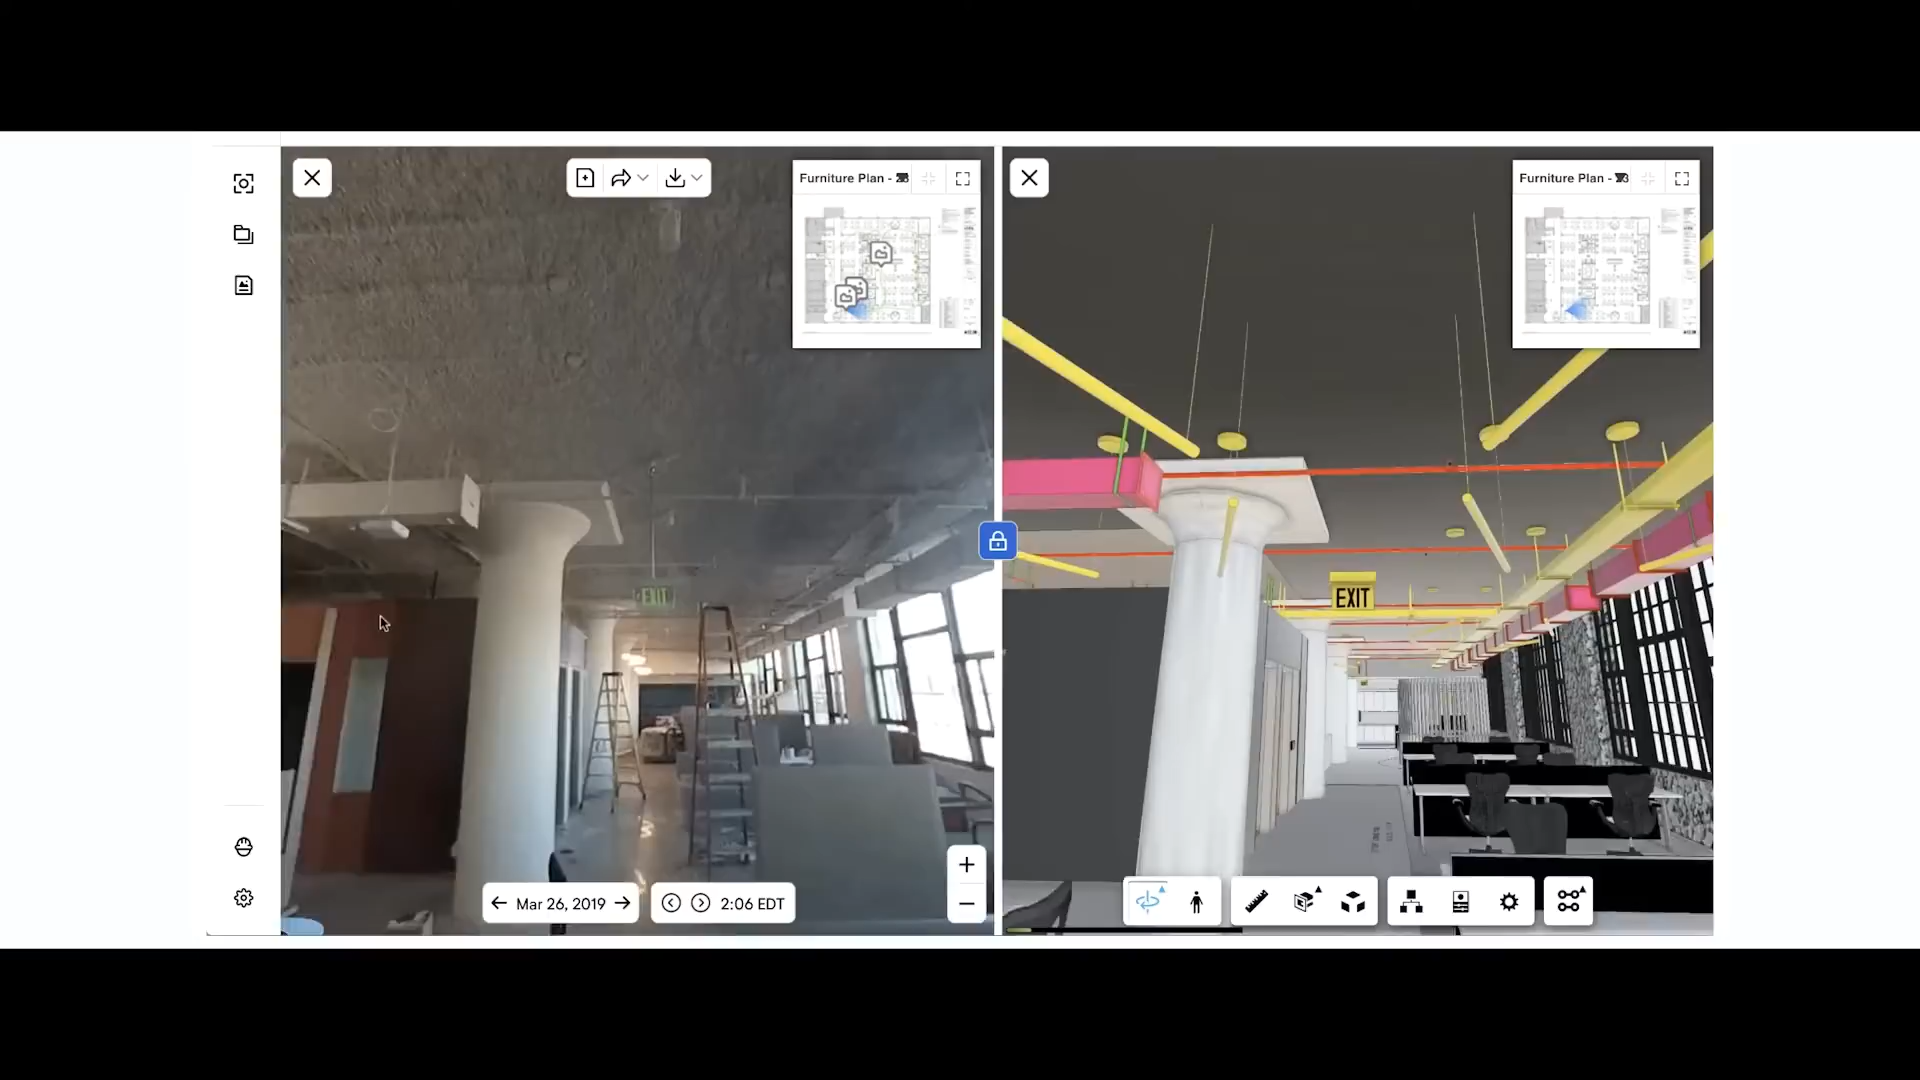 Furniture Plan -
Furniture Plan -
EXIT
EXIT
Mar 26, 2019
2:06 EDT